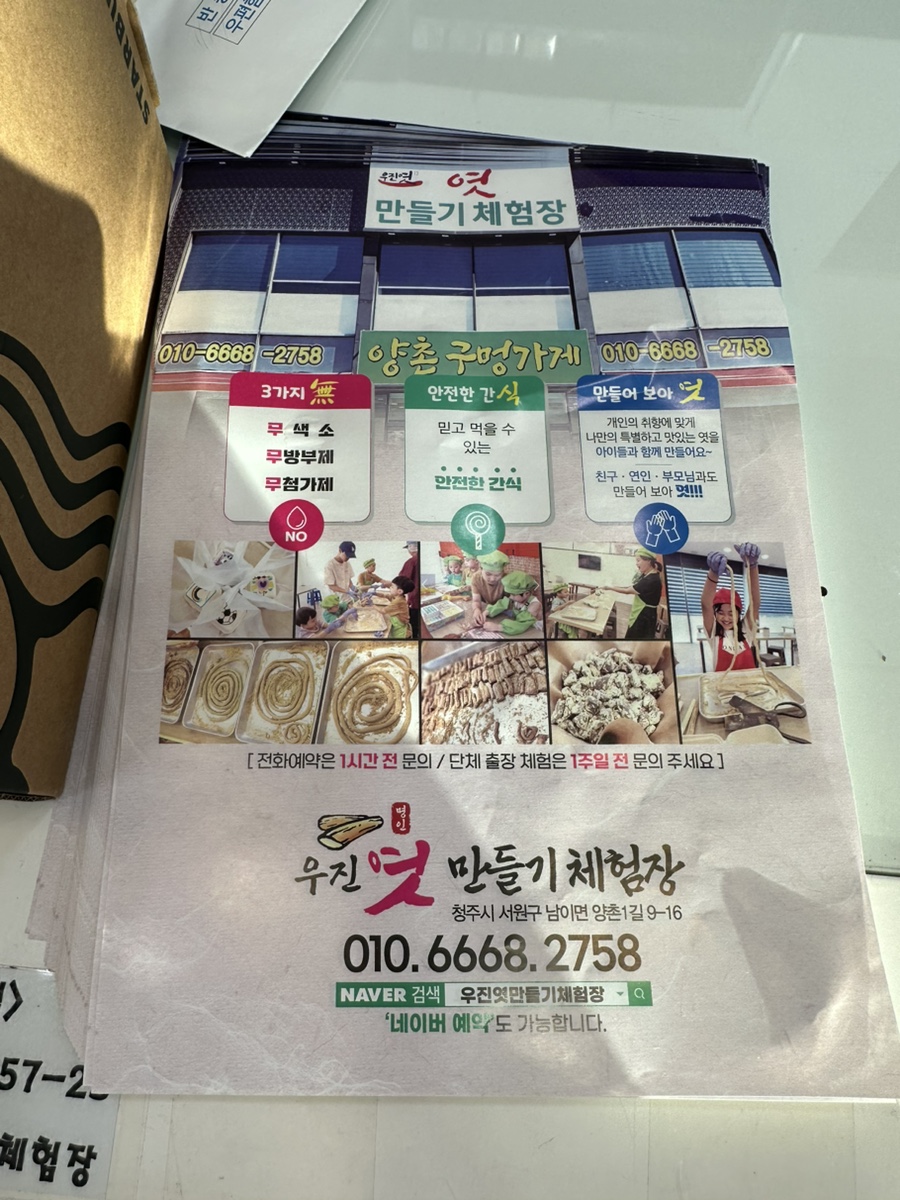 STARBU
우진엿
엿
만들기 체험장
010-6668-2758
양촌 구멍가게
010-6668-2758
3가지 無
무 색 소
무방부제
무첨가제
NO
안전한 간식
믿고 먹을 수
있는
안전한 간식
만들어 보아 엿
개인의 취향에 맞게
나만의 특별하고 맛있는 엿을
아이들과 함께 만들어요~
친구·연인·부모님과도
만들어 보아 엿!!!
[ 전화예약은 1시간 전 문의 / 단체 출장 체험은 1주일 전 문의 주세요 ]
명인
우진 엿 만들기 체험장
청주시 서원구 남이면 양촌1길 9-16
010. 6668. 2758
NAVER 검색 우진엿만들기체험장
'네이버 예약'도 가능합니다.
57-2
체험장